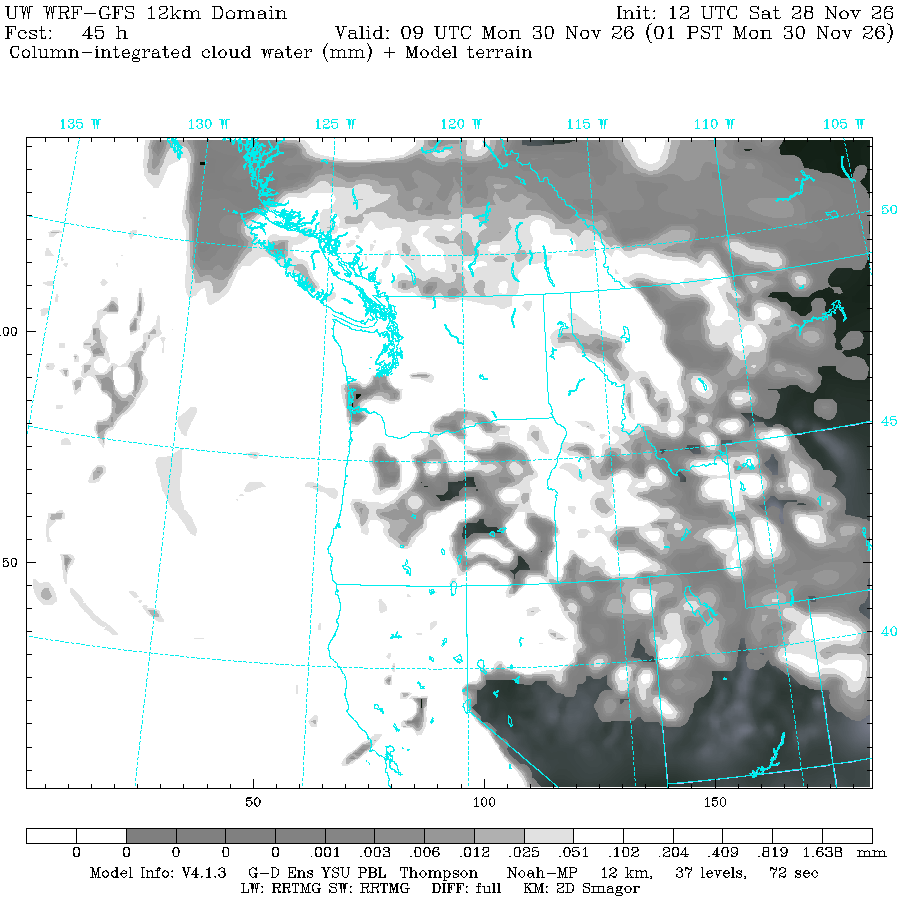 UW WRF-GFS 12km Domain Init: 12 UTC Sat 28 Nov 26
Fcst: 45 h Valid: 09 UTC Mon 30 Nov 26 (01 PST Mon 30 Nov 26)
Column-integrated cloud water (mm) + Model terrain
135 W 130 W 125 W 120 W 115 W 110 W 105 W
50
00
45
50
40
50 100 150
0 0 0 0 .001 .003 .006 .012 .025 .051 .102 .204 .409 .819 1.638 mm
Model Info: V4.1.3 G-D Ens YSU PBL Thompson Noah-MP 12 km, 37 levels, 72 sec
LW: RRTMG SW: RRTMG DIFF: full KM: 2D Smagor